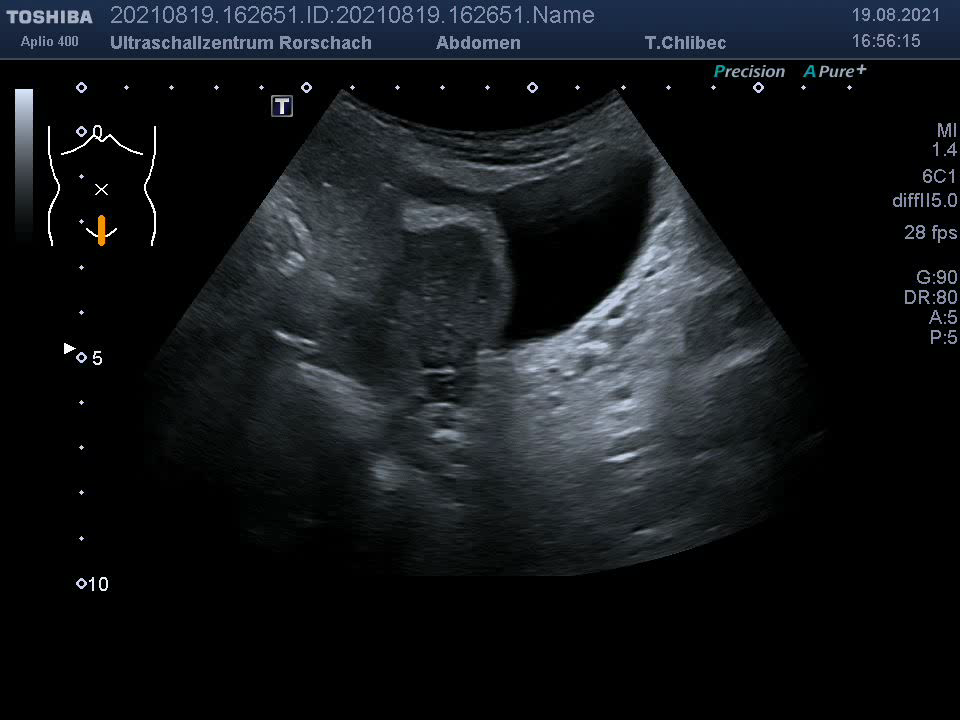 TOSHIBA 20210819.162651.ID:20210819.162651.Name 19.08.2021
Aplio 400 Ultraschallzentrum Rorschach Abdomen T.Chlibec 16:56:15
Precision A Pure+
T
0
MI
1.4
6C1
diffII5.0
28 fps
G:90
DR:80
A:5
P:5
5
10